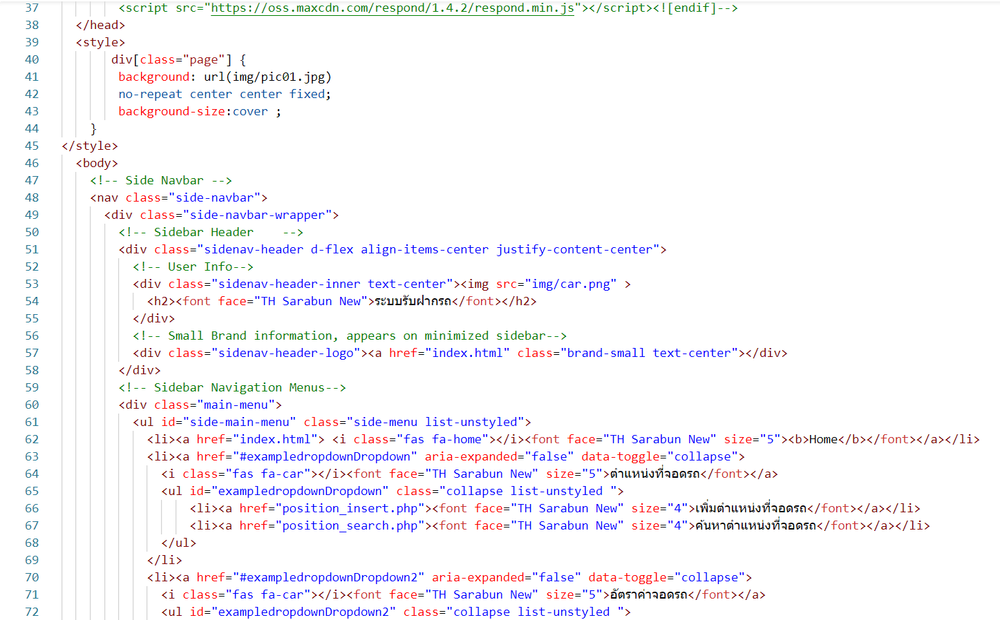 37 <script src="https://oss.maxcdn.com/respond/1.4.2/respond.min.js"></script><![endif]-->
38 </head>
39 <style>
40 div[class="page"] {
41 background: url(img/pic01.jpg)
42 no-repeat center center fixed;
43 background-size:cover ;
44 }
45 </style>
46 <body>
47 <!-- Side Navbar -->
48 <nav class="side-navbar">
49 <div class="side-navbar-wrapper">
50 <!-- Sidebar Header    -->
51 <div class="sidenav-header d-flex align-items-center justify-content-center">
52 <!-- User Info-->
53 <div class="sidenav-header-inner text-center"><img src="img/car.png" >
54 <h2><font face="TH Sarabun New">ระบบรับฝากรถ</font></h2>
55 </div>
56 <!-- Small Brand information, appears on minimized sidebar-->
57 <div class="sidenav-header-logo"><a href="index.html" class="brand-small text-center"></div>
58 </div>
59 <!-- Sidebar Navigation Menus-->
60 <div class="main-menu">
61 <ul id="side-main-menu" class="side-menu list-unstyled">
62 <li><a href="index.html"> <i class="fas fa-home"></i><font face="TH Sarabun New" size="5"><b>Home</b></font></a></li>
63 <li><a href="#exampledropdownDropdown" aria-expanded="false" data-toggle="collapse">
64 <i class="fas fa-car"></i><font face="TH Sarabun New" size="5">ตำแหน่งที่จอดรถ</font></a>
65 <ul id="exampledropdownDropdown" class="collapse list-unstyled ">
66 <li><a href="position_insert.php"><font face="TH Sarabun New" size="4">เพิ่มตำแหน่งที่จอดรถ</font></a></li>
67 <li><a href="position_search.php"><font face="TH Sarabun New" size="4">ค้นหาตำแหน่งที่จอดรถ</font></a></li>
68 </ul>
69 </li>
70 <li><a href="#exampledropdownDropdown2" aria-expanded="false" data-toggle="collapse">
71 <i class="fas fa-car"></i><font face="TH Sarabun New" size="5">อัตราค่าจอดรถ</font></a>
72 <ul id="exampledropdownDropdown2" class="collapse list-unstyled ">